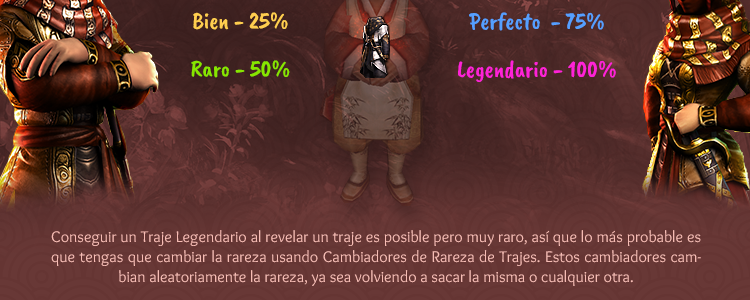 Bien - 25% Perfecto - 75%
Raro - 50% Legendario - 100%
Conseguir un Traje Legendario al revelar un traje es posible pero muy raro, así que lo más probable es
que tengas que cambiar la rareza usando Cambiadores de Rareza de Trajes. Estos cambiadores cam-
bian aleatoriamente la rareza, ya sea volviendo a sacar la misma o cualquier otra.